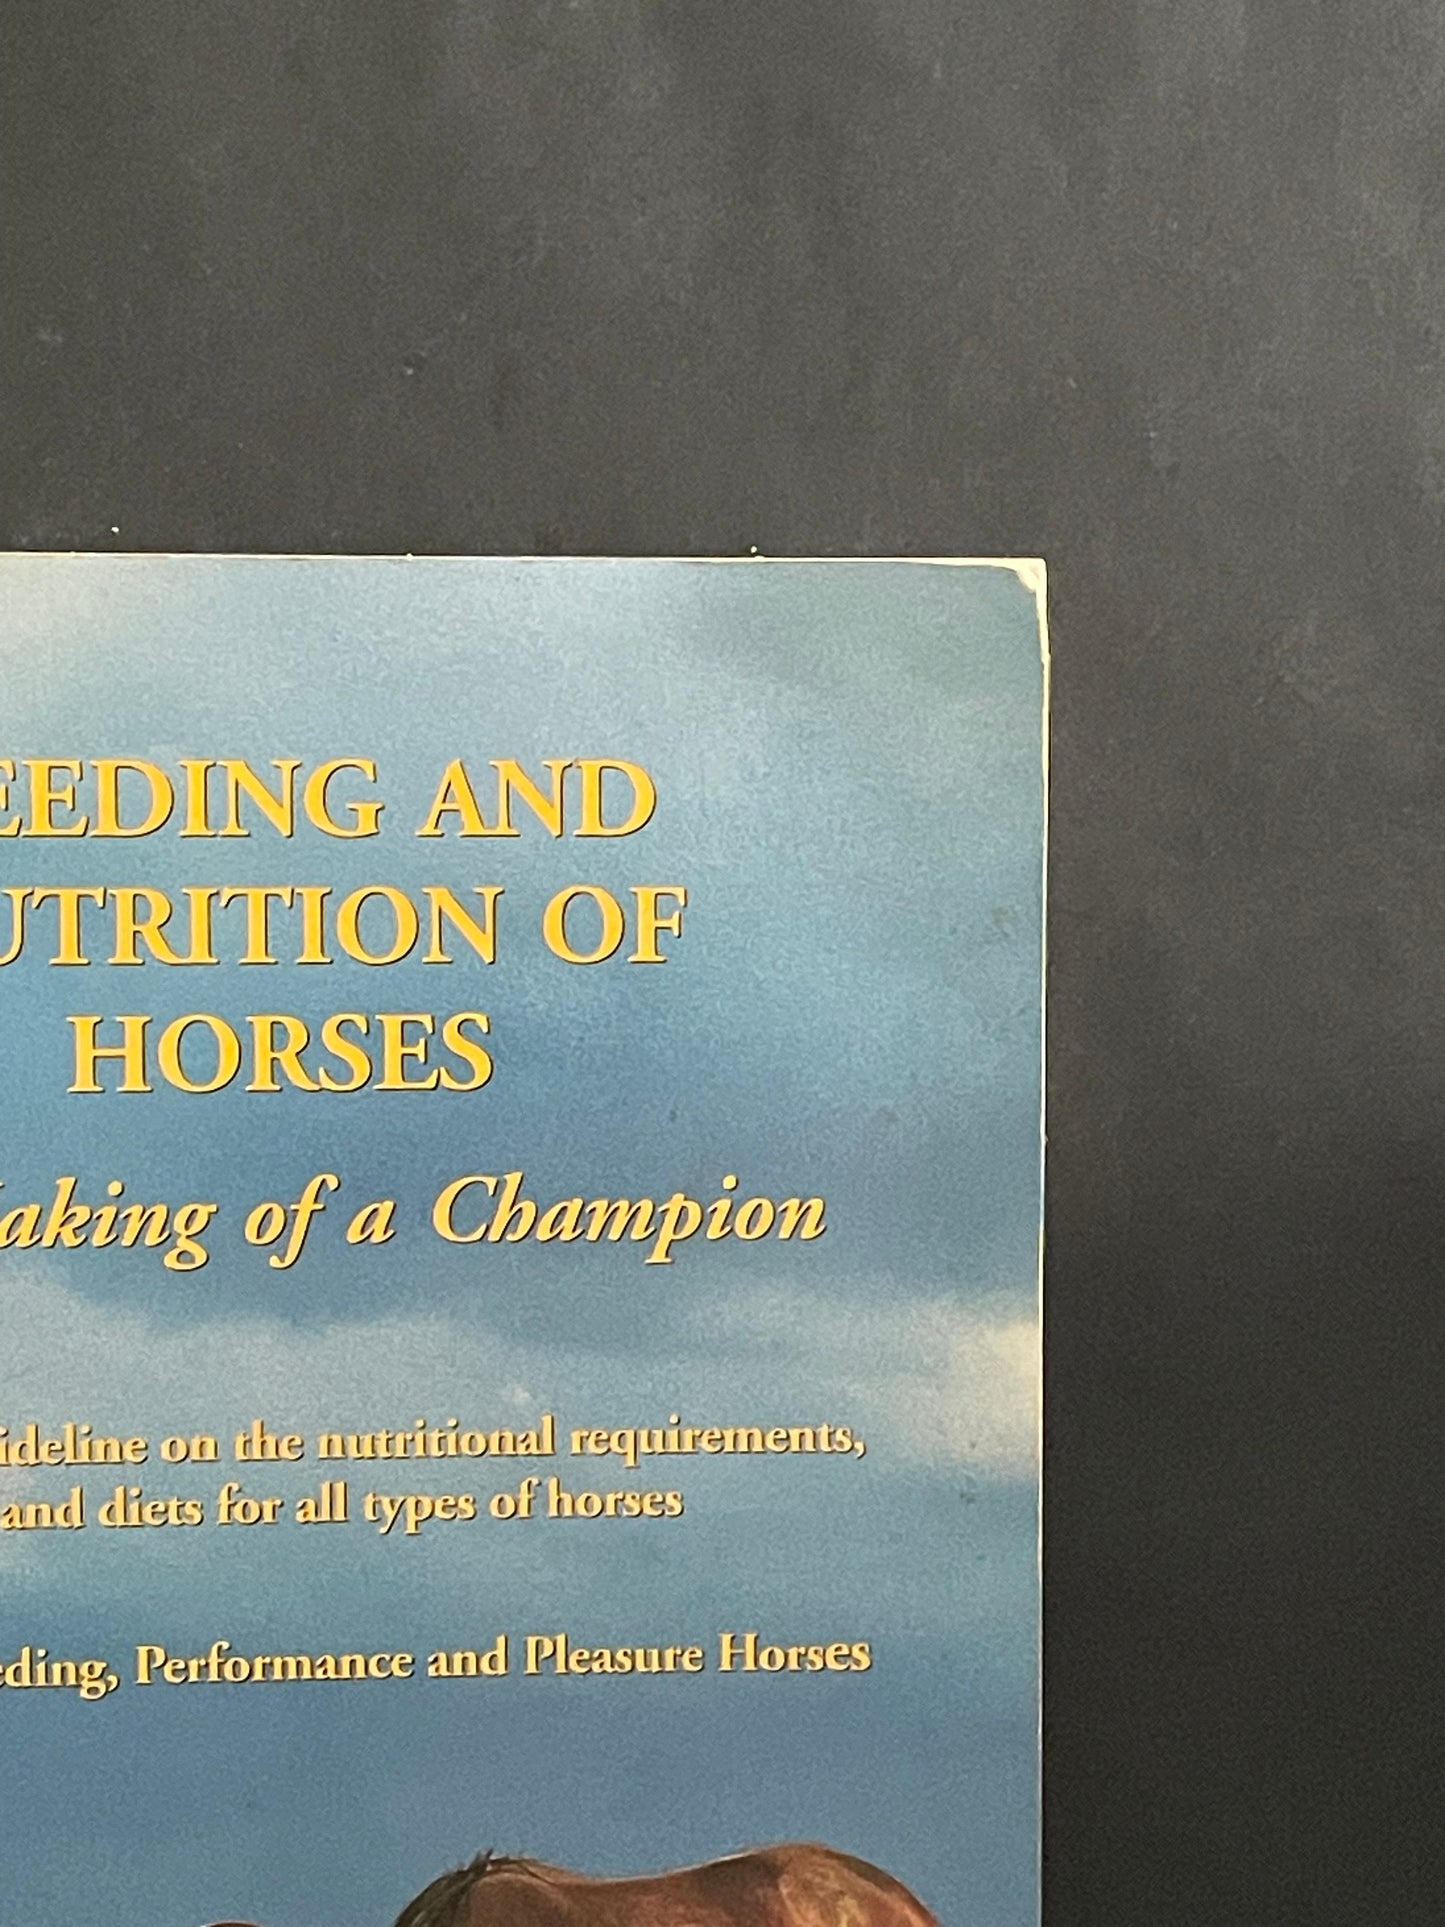 EEDING AND
UTRITION OF
HORSES
aking of a Champion
ideline on the nutritional requirements,
and diets for all types of horses
eding, Performance and Pleasure Horses